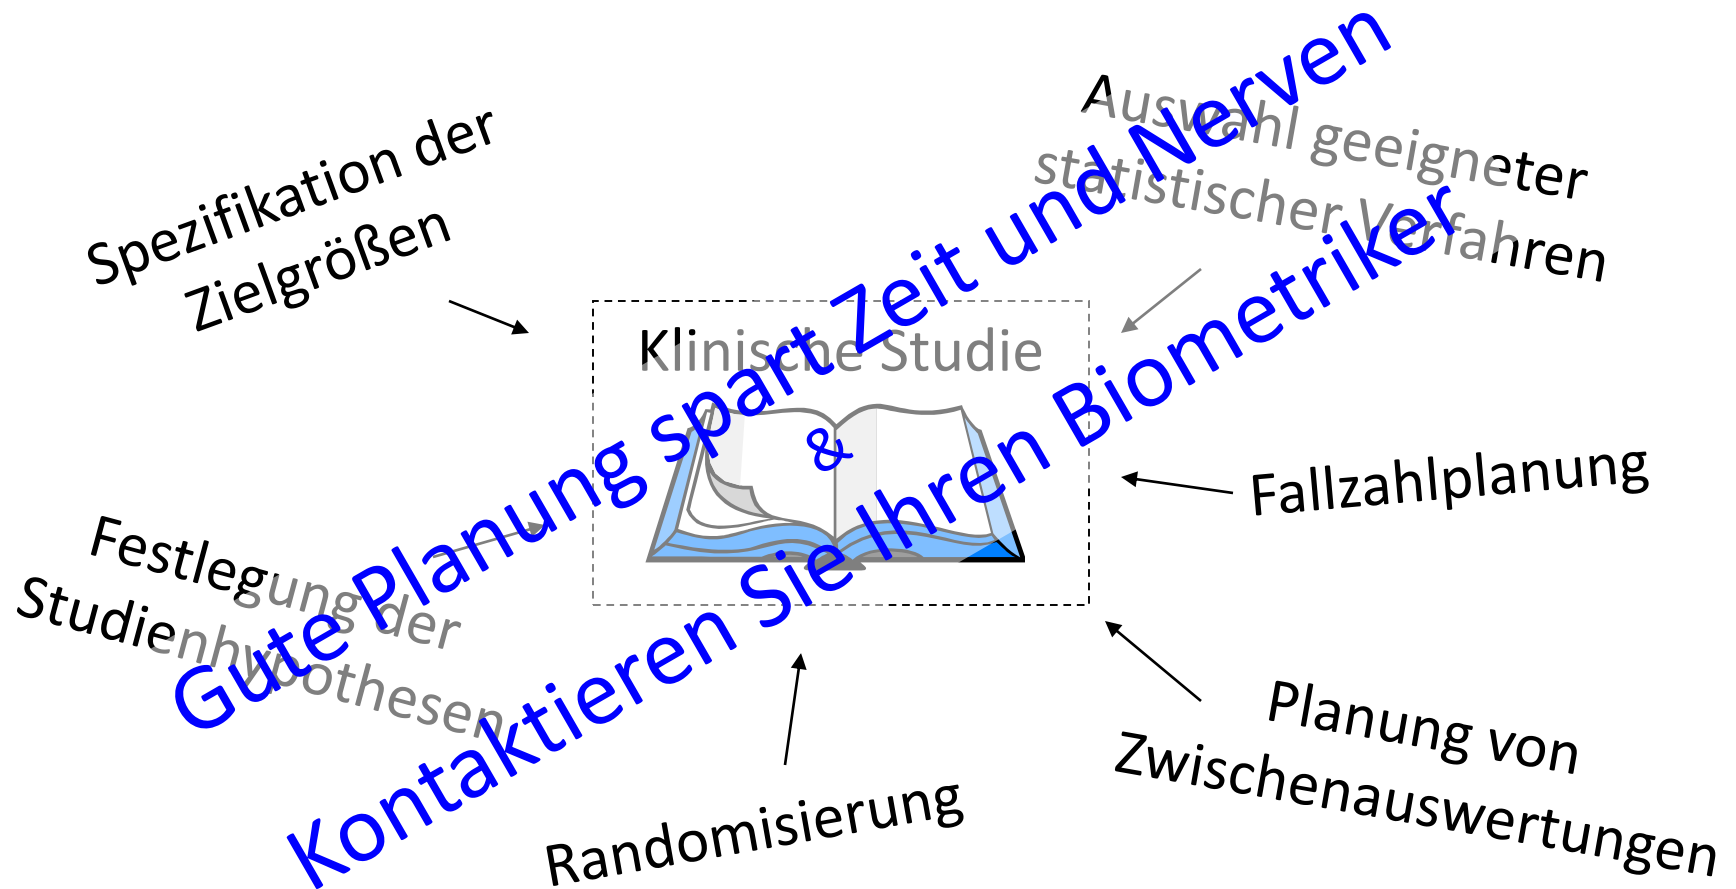 Spezifikation der
Zielgrößen
Auswahl geeigneter
statistischer Verfahren
Klinische Studie
Gute Planung spart Zeit und Nerven
&
Kontaktieren Sie Ihren Biometriker
Fallzahlplanung
Festlegung der
Studienhypothesen
Planung von
Zwischenauswertungen
Randomisierung